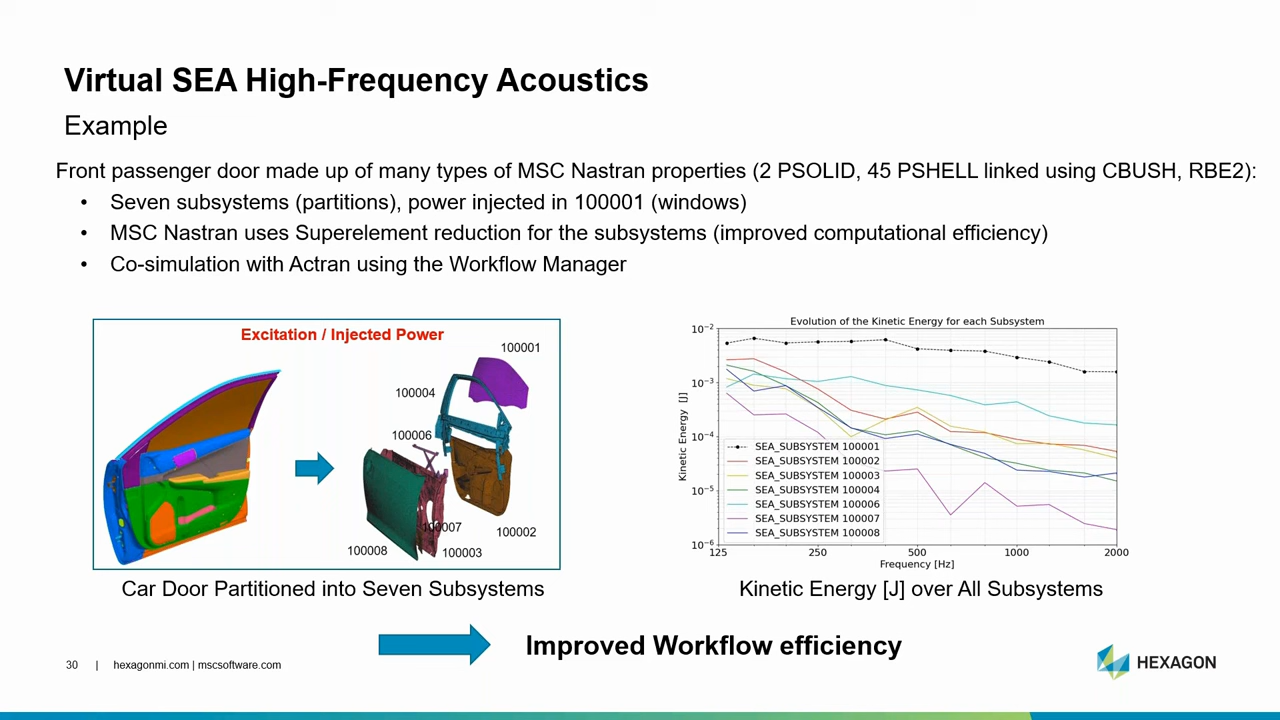 Virtual SEA High-Frequency Acoustics
Example
Front passenger door made up of many types of MSC Nastran properties (2 PSOLID, 45 PSHELL linked using CBUSH, RBE2):
• Seven subsystems (partitions), power injected in 100001 (windows)
• MSC Nastran uses Superelement reduction for the subsystems (improved computational efficiency)
• Co-simulation with Actran using the Workflow Manager
Excitation / Injected Power
100001
100004
100006
100007
100002
100008
100003
Car Door Partitioned into Seven Subsystems
Evolution of the Kinetic Energy for each Subsystem
Kinetic Energy [J]
10⁻²
10⁻³
10⁻⁴
10⁻⁵
10⁻⁶
SEA_SUBSYSTEM 100001
SEA_SUBSYSTEM 100002
SEA_SUBSYSTEM 100003
SEA_SUBSYSTEM 100004
SEA_SUBSYSTEM 100006
SEA_SUBSYSTEM 100007
SEA_SUBSYSTEM 100008
125 250 500 1000 2000
Frequency [Hz]
Kinetic Energy [J] over All Subsystems
Improved Workflow efficiency
30 | hexagonmi.com | mscsoftware.com
HEXAGON